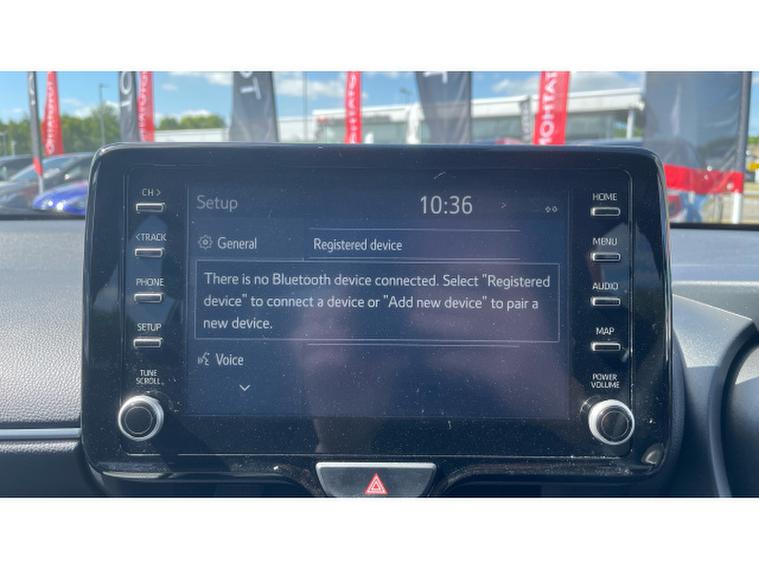 CH >
Setup
10:36
HOME
<TRACK
General
Registered device
MENU
PHONE
There is no Bluetooth device connected. Select "Registered
device" to connect a device or "Add new device" to pair a
new device.
AUDIO
SETUP
MAP
Voice
TUNE
SCROLL
POWER
VOLUME